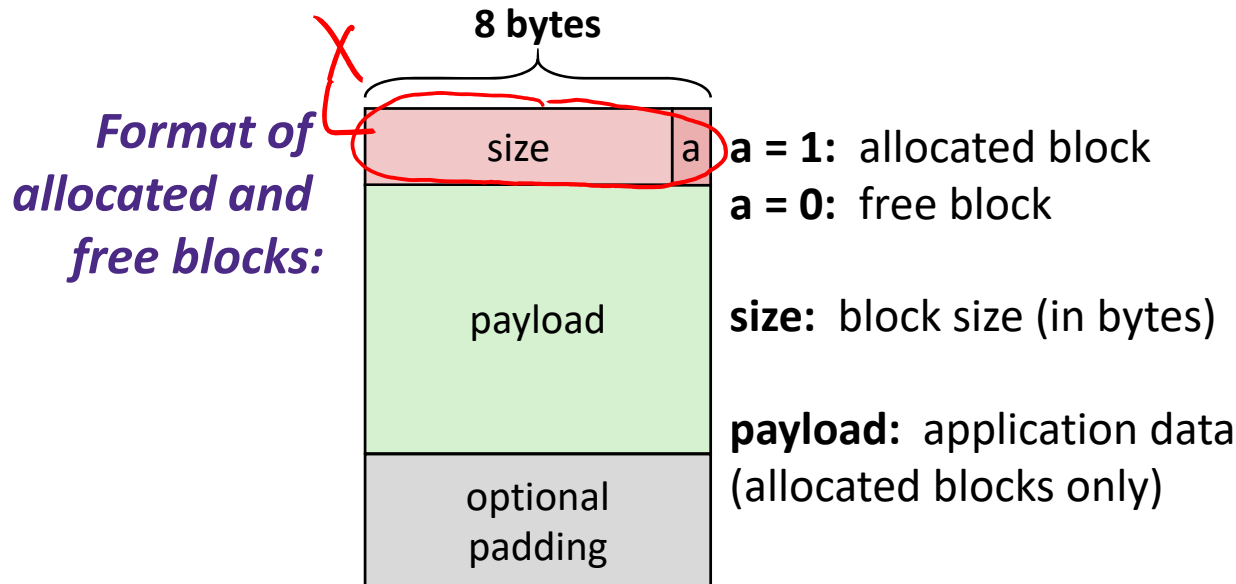 8 bytes
Format of
allocated and
free blocks:
size
a
a = 1: allocated block
a = 0: free block
payload
size: block size (in bytes)
payload: application data
(allocated blocks only)
optional
padding